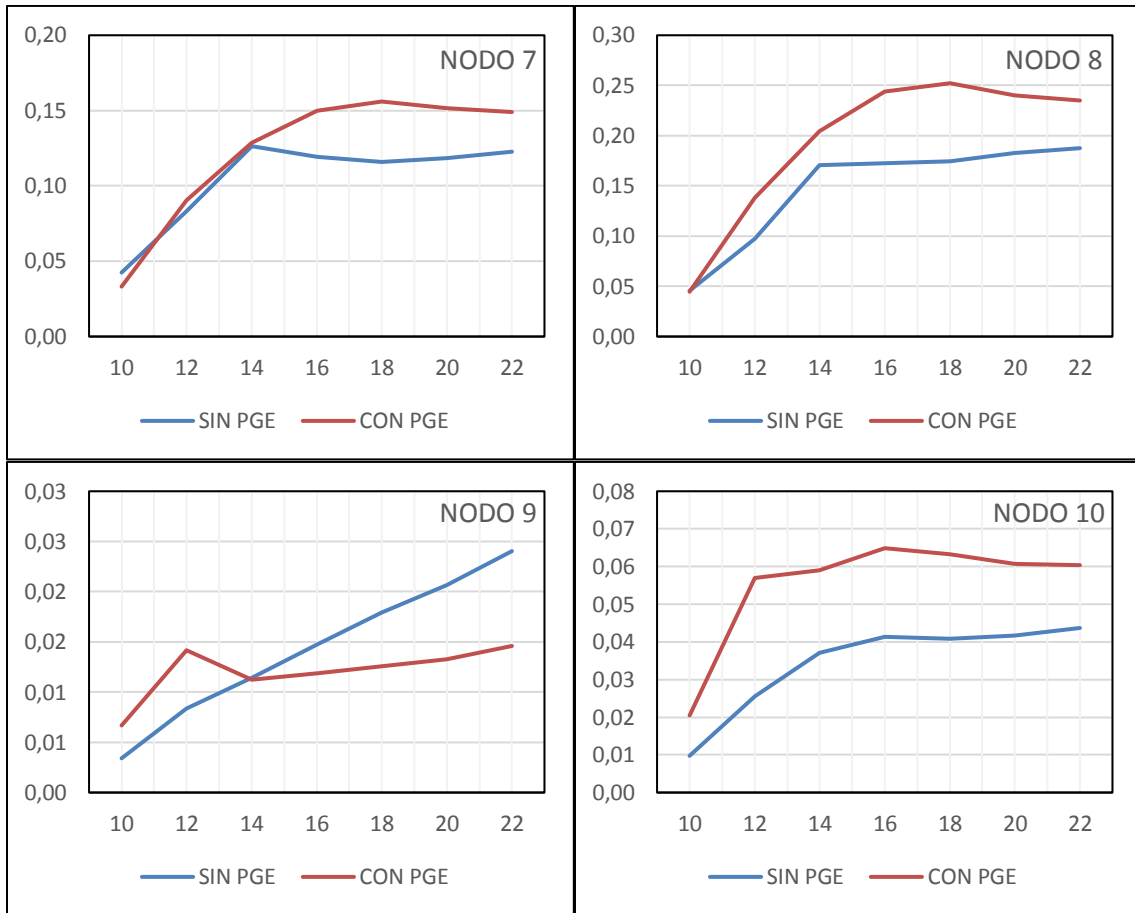 NODO 7
0,20
0,15
0,10
0,05
0,00
10 12 14 16 18 20 22
SIN PGE CON PGE
NODO 8
0,30
0,25
0,20
0,15
0,10
0,05
0,00
10 12 14 16 18 20 22
SIN PGE CON PGE
NODO 9
0,03
0,03
0,02
0,02
0,01
0,01
0,00
10 12 14 16 18 20 22
SIN PGE CON PGE
NODO 10
0,08
0,07
0,06
0,05
0,04
0,03
0,02
0,01
0,00
10 12 14 16 18 20 22
SIN PGE CON PGE